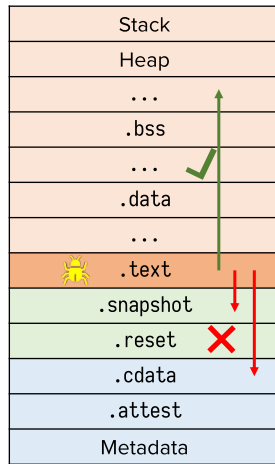 Stack
Heap
...
.bss
...
.data
...
.text
.snapshot
.reset
.cdata
.attest
Metadata